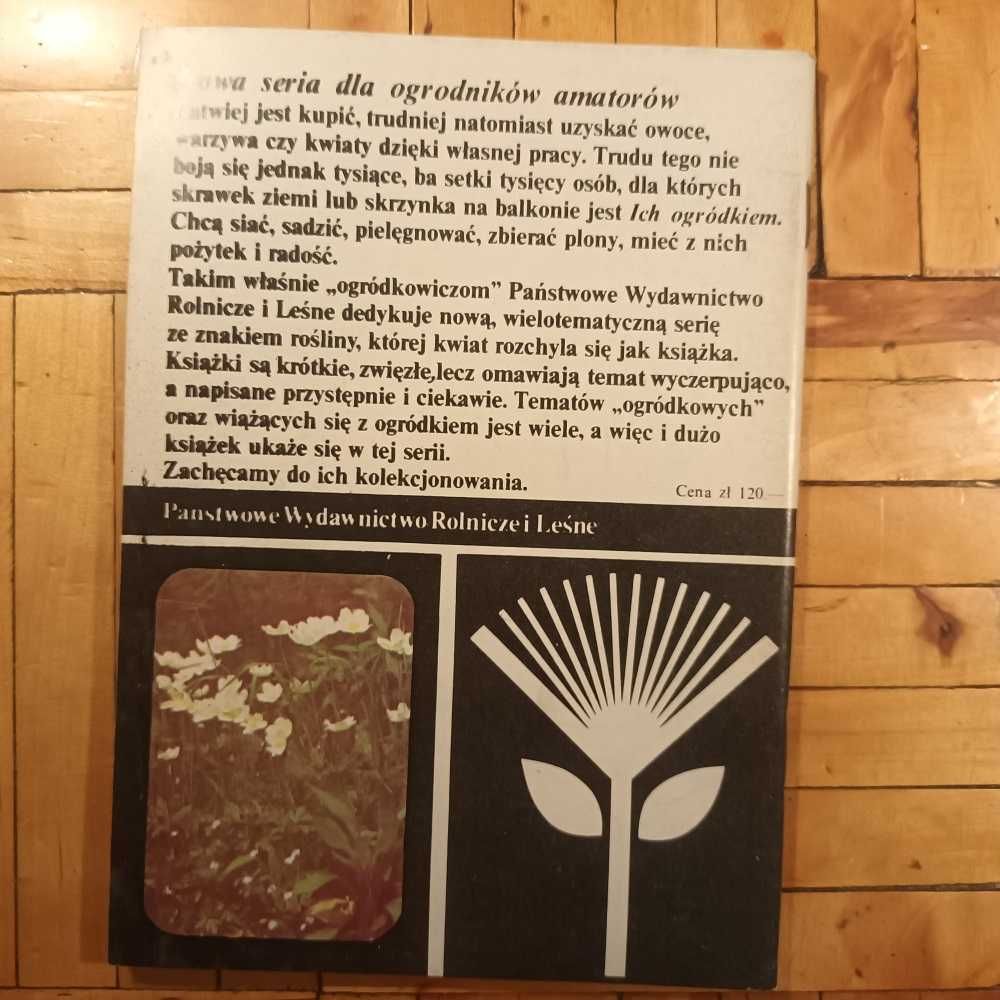 Nowa seria dla ogrodników amatorów
Łatwiej jest kupić, trudniej natomiast uzyskać owoce,
warzywa czy kwiaty dzięki własnej pracy. Trudu tego nie
boją się jednak tysiące, ba setki tysięcy osób, dla których
skrawek ziemi lub skrzynka na balkonie jest Ich ogródkiem.
Chcą siać, sadzić, pielęgnować, zbierać plony, mieć z nich
pożytek i radość.
Takim właśnie „ogródkowiczom” Państwowe Wydawnictwo
Rolnicze i Leśne dedykuje nową, wielotematyczną serię
ze znakiem rośliny, której kwiat rozchyla się jak książka.
Książki są krótkie, zwięzłe,lecz omawiają temat wyczerpująco,
a napisane przystępnie i ciekawie. Tematów „ogródkowych”
oraz wiążących się z ogródkiem jest wiele, a więc i dużo
książek ukaże się w tej serii.
Zachęcamy do ich kolekcjonowania.
Cena zł 120.—
Państwowe Wydawnictwo Rolnicze i Leśne